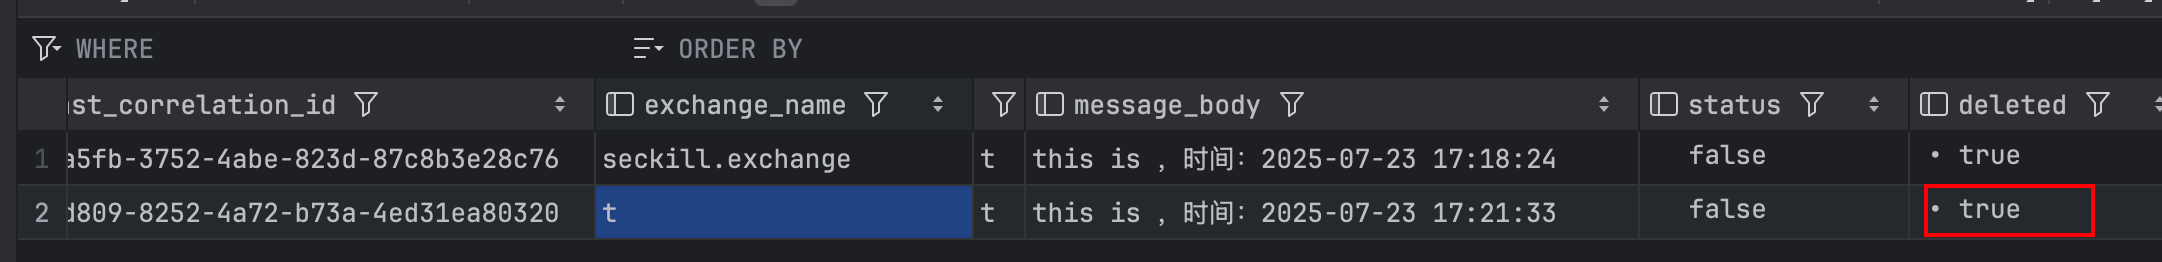 WHERE ORDER BY
st_correlation_id exchange_name message_body status deleted
1 a5fb-3752-4abe-823d-87c8b3e28c76 seckill.exchange t this is , 时间: 2025-07-23 17:18:24 false true
2 d809-8252-4a72-b73a-4ed31ea80320 t t this is , 时间: 2025-07-23 17:21:33 false true